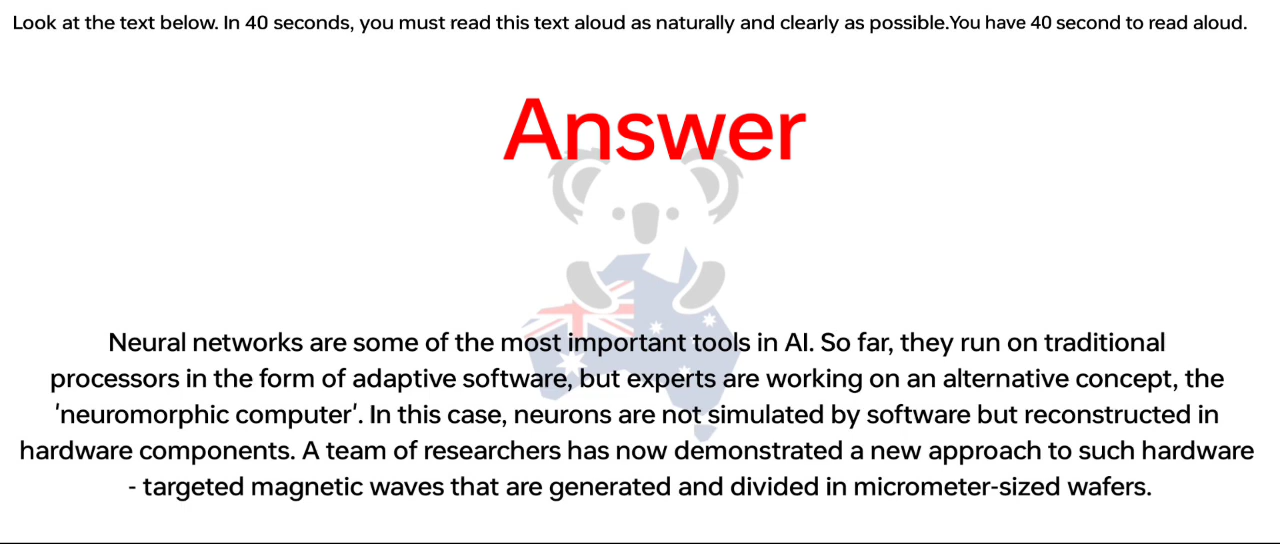 Look at the text below. In 40 seconds, you must read this text aloud as naturally and clearly as possible.You have 40 second to read aloud.
Answer
Neural networks are some of the most important tools in AI. So far, they run on traditional
processors in the form of adaptive software, but experts are working on an alternative concept, the
'neuromorphic computer'. In this case, neurons are not simulated by software but reconstructed in
hardware components. A team of researchers has now demonstrated a new approach to such hardware
- targeted magnetic waves that are generated and divided in micrometer-sized wafers.